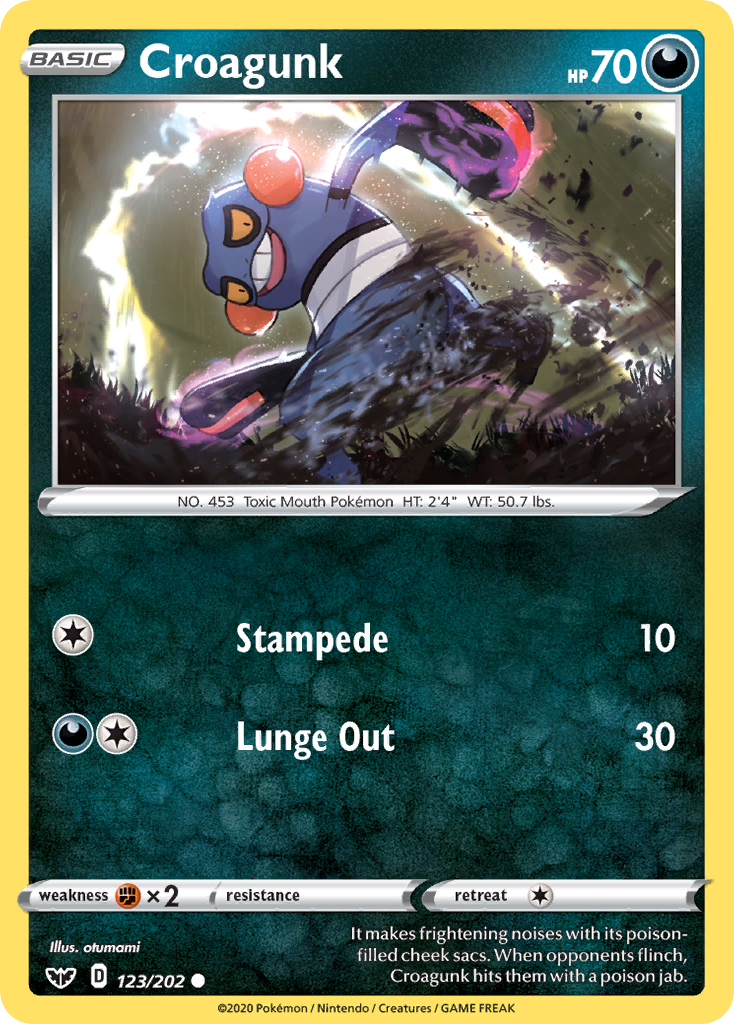 BASIC Croagunk HP 70
NO. 453 Toxic Mouth Pokémon HT: 2'4" WT: 50.7 lbs.
Stampede 10
Lunge Out 30
weakness ×2 resistance retreat
Illus. otumami
It makes frightening noises with its poison-
filled cheek sacs. When opponents flinch,
Croagunk hits them with a poison jab.
D 123/202
©2020 Pokémon / Nintendo / Creatures / GAME FREAK